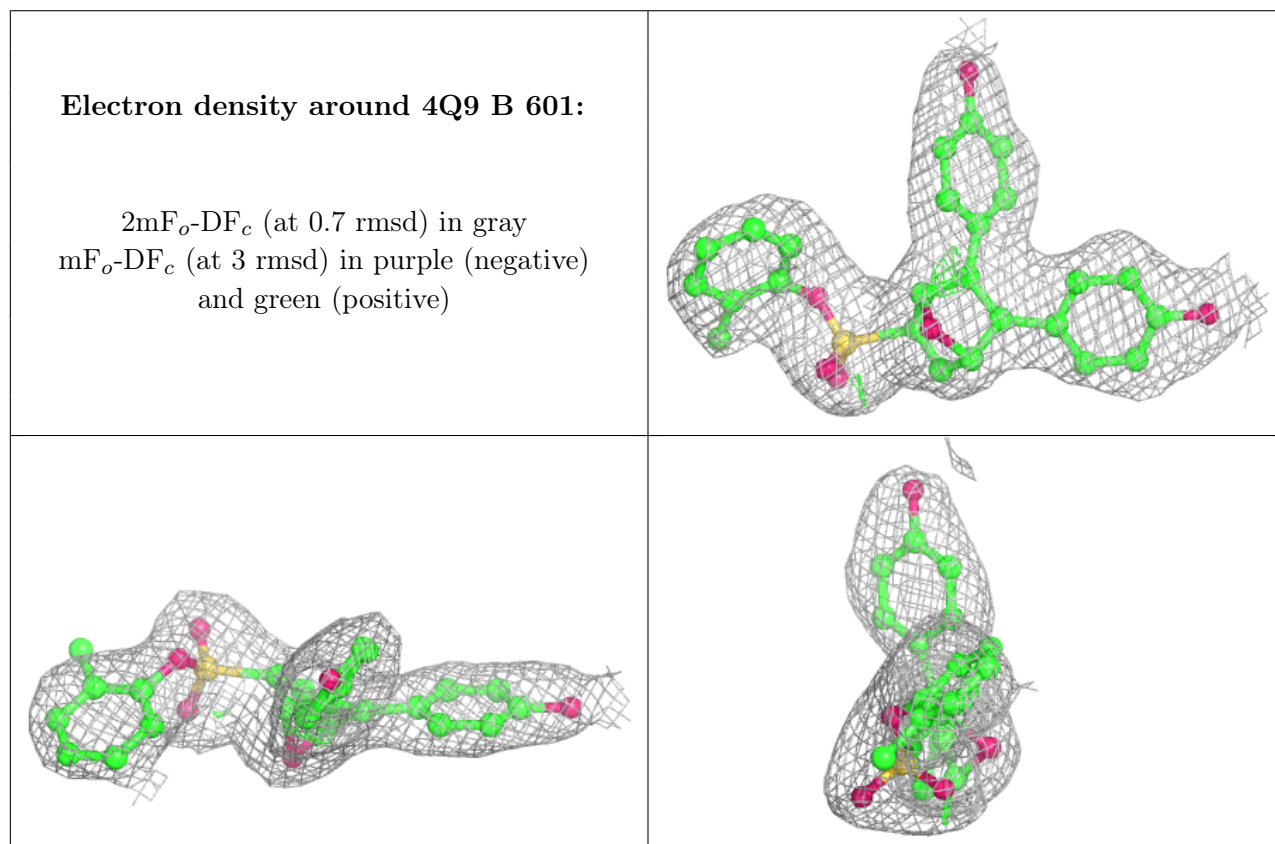 Electron density around 4Q9 B 601:
2mFo-DFc (at 0.7 rmsd) in gray
mFo-DFc (at 3 rmsd) in purple (negative)
and green (positive)